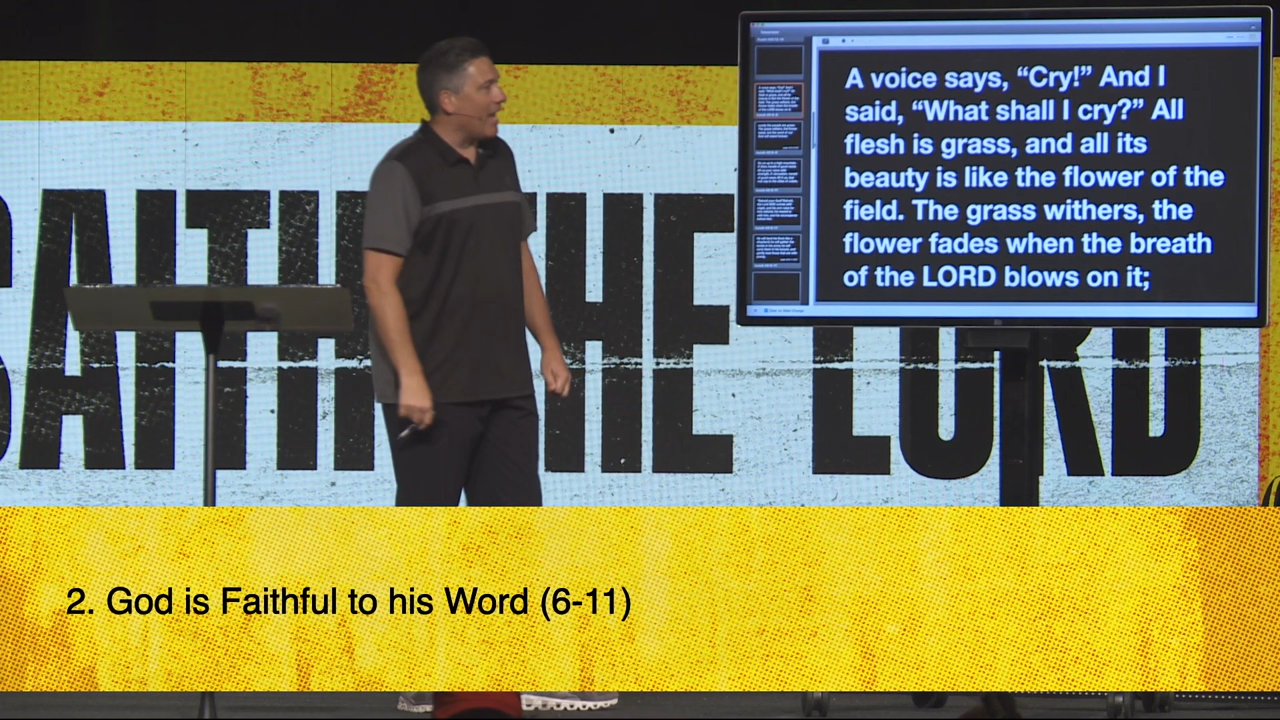 SAITH THE LORD
A voice says, “Cry!” And I
said, “What shall I cry?” All
flesh is grass, and all its
beauty is like the flower of the
field. The grass withers, the
flower fades when the breath
of the LORD blows on it;
2. God is Faithful to his Word (6-11)